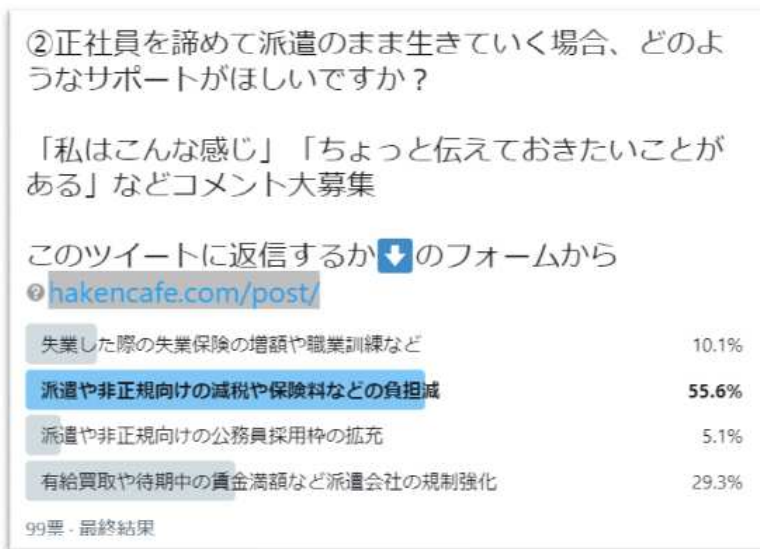 ②正社員を諦めて派遣のまま生きていく場合、どのよ
うなサポートがほしいですか？
「私はこんな感じ」「ちょっと伝えておきたいことが
ある」などコメント大募集
このツイートに返信するか⬇のフォームから
hakencafe.com/post/
失業した際の失業保険の増額や職業訓練など 10.1%
派遣や非正規向けの減税や保険料などの負担減 55.6%
派遣や非正規向けの公務員採用枠の拡充 5.1%
有給買取や待期中の賃金満額など派遣会社の規制強化 29.3%
99票·最終結果